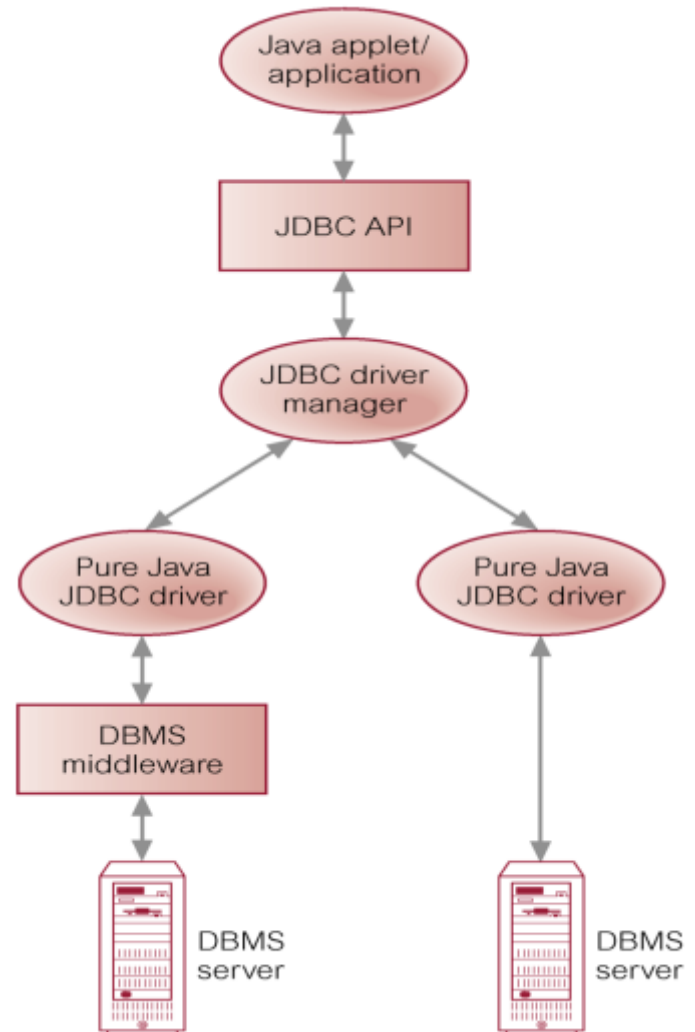 Java applet/
application
JDBC API
JDBC driver
manager
Pure Java
JDBC driver
Pure Java
JDBC driver
DBMS
middleware
DBMS
server
DBMS
server